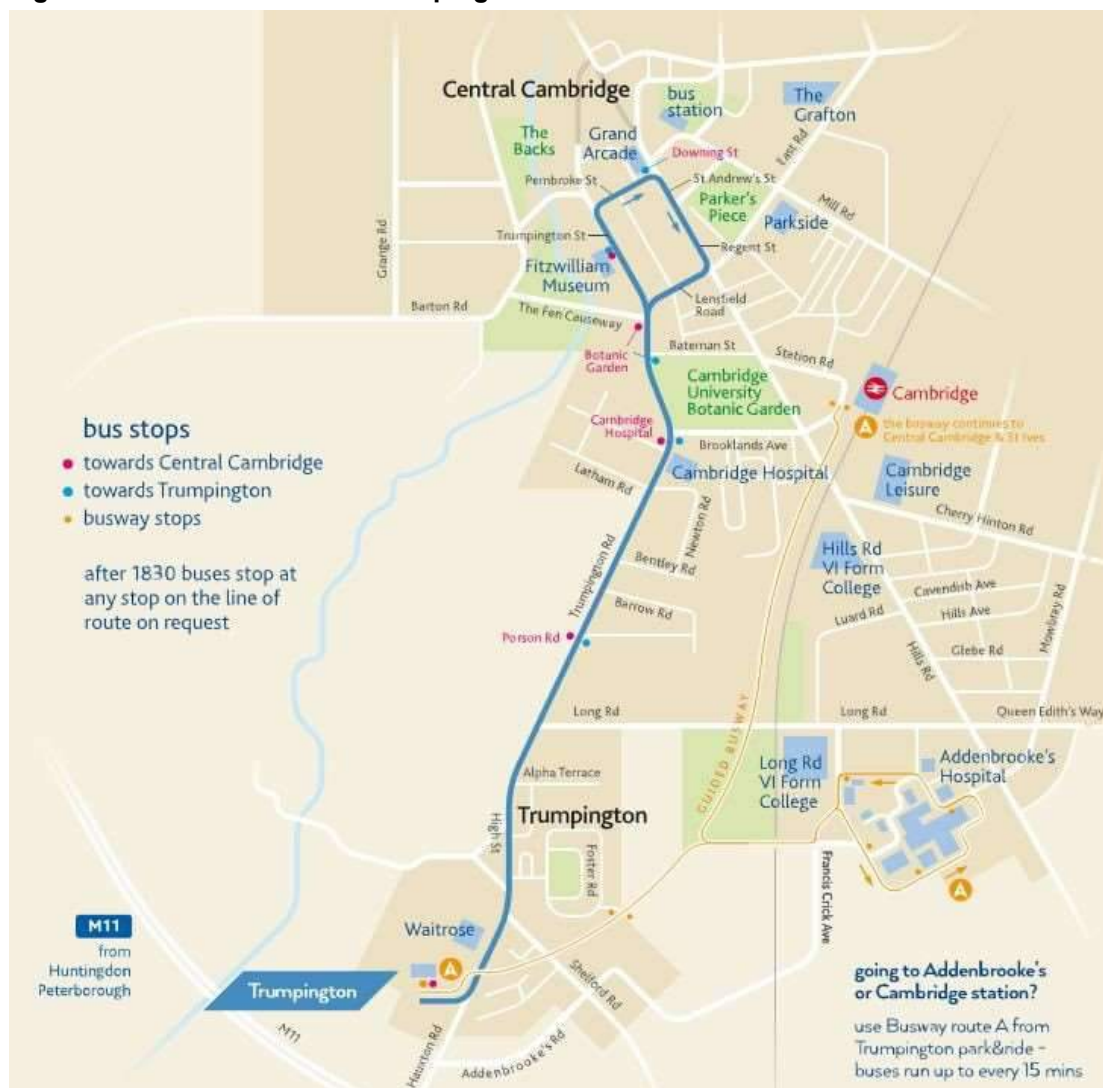 Central Cambridge
bus
station
The
Grafton
The
Backs
Grand
Arcade
Downing St
East Rd
Pembroke St
St Andrew's St
Parker's
Piece
Parkside
Mill Rd
Grange Rd
Trumpington St
Regent St
Fitzwilliam
Museum
Barton Rd
The Fen Causeway
Lensfield
Road
Botanic
Garden
Bateman St
Station Rd
Cambridge
University
Botanic Garden
Cambridge
A
the busway continues to
Central Cambridge & St Ives
bus stops
towards Central Cambridge
towards Trumpington
busway stops
after 1830 buses stop at
any stop on the line of
route on request
Cambridge
Hospital
Brooklands Ave
Cambridge Hospital
Cambridge
Leisure
Latham Rd
Newton Rd
Cherry Hinton Rd
Hills Rd
VI Form
College
Bentley Rd
Trumpington Rd
Barrow Rd
Cavendish Ave
Luard Rd
Hills Ave
Mowbray Rd
Porson Rd
Hills Rd
Glebe Rd
Long Rd
Long Rd
Queen Edith's Way
GUIDED BUSWAY
Long Rd
VI Form
College
Addenbrooke's
Hospital
Alpha Terrace
High St
Trumpington
Foster Rd
Francis Crick Ave
A
M11
from
Huntingdon
Peterborough
Waitrose
A
Trumpington
Shelford Rd
M11
Hauxton Rd
Addenbrooke's Rd
going to Addenbrooke's
or Cambridge station?
use Busway route A from
Trumpington park&ride –
buses run up to every 15 mins